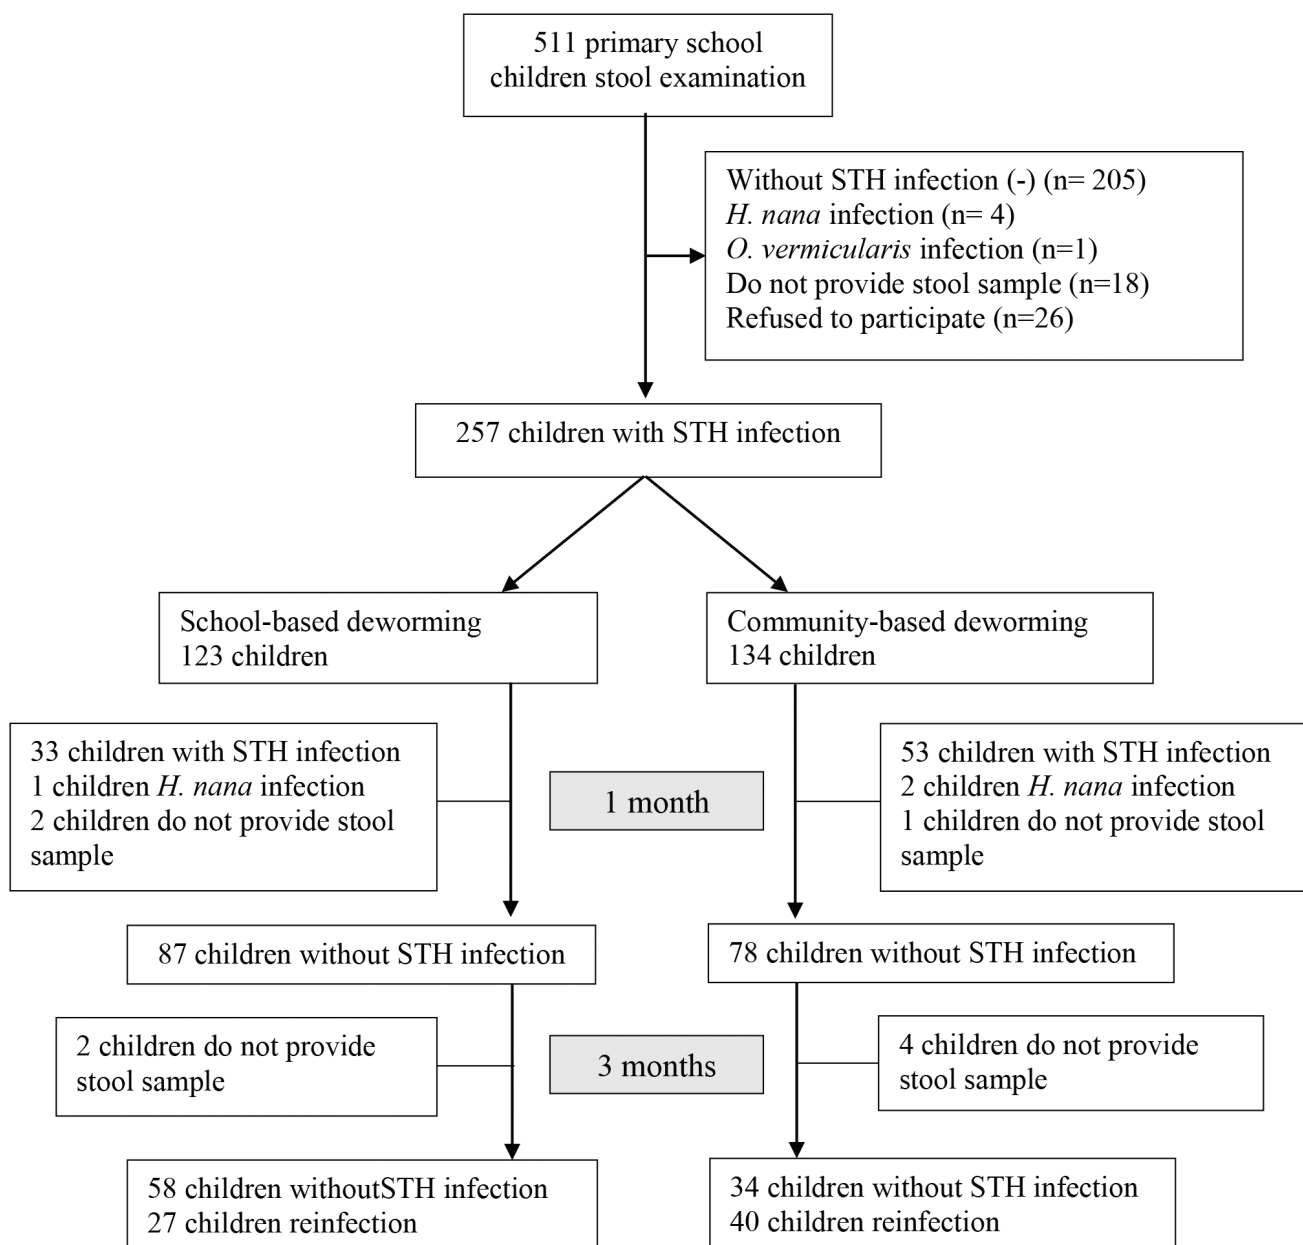 511 primary school
children stool examination
Without STH infection (-) (n= 205)
H. nana infection (n= 4)
O. vermicularis infection (n=1)
Do not provide stool sample (n=18)
Refused to participate (n=26)
257 children with STH infection
School-based deworming
123 children
Community-based deworming
134 children
33 children with STH infection
1 children H. nana infection
2 children do not provide stool
sample
1 month
53 children with STH infection
2 children H. nana infection
1 children do not provide stool
sample
87 children without STH infection
78 children without STH infection
2 children do not provide
stool sample
3 months
4 children do not provide
stool sample
58 children withoutSTH infection
27 children reinfection
34 children without STH infection
40 children reinfection